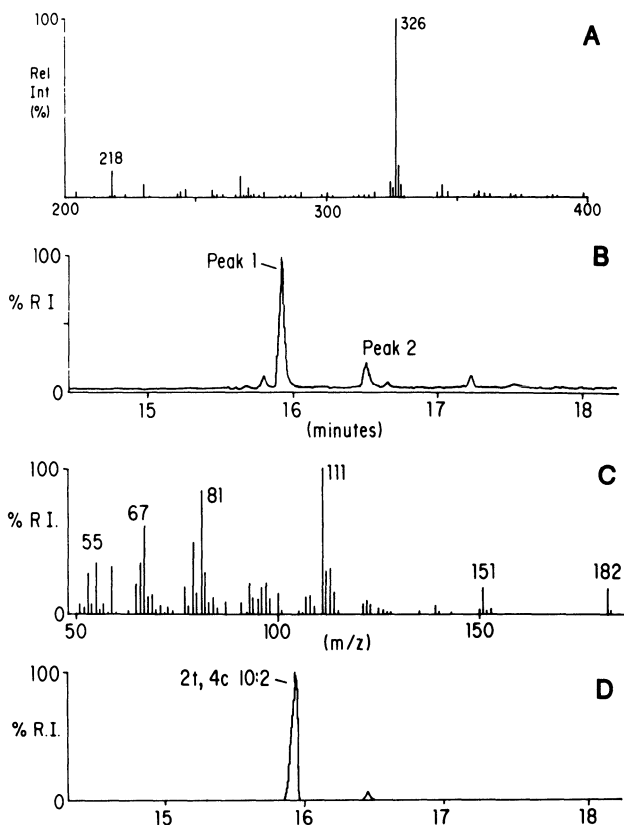 100
326
A
Rel
Int
(%)
218
200
300
400
100
Peak 1
B
% R I
Peak 2
0
15
16
17
18
(minutes)
100
111
C
81
67
% R.I.
55
151
182
0
50
100
150
(m/z)
100
2t, 4c 10:2
D
% R.I.
0
15
16
17
18